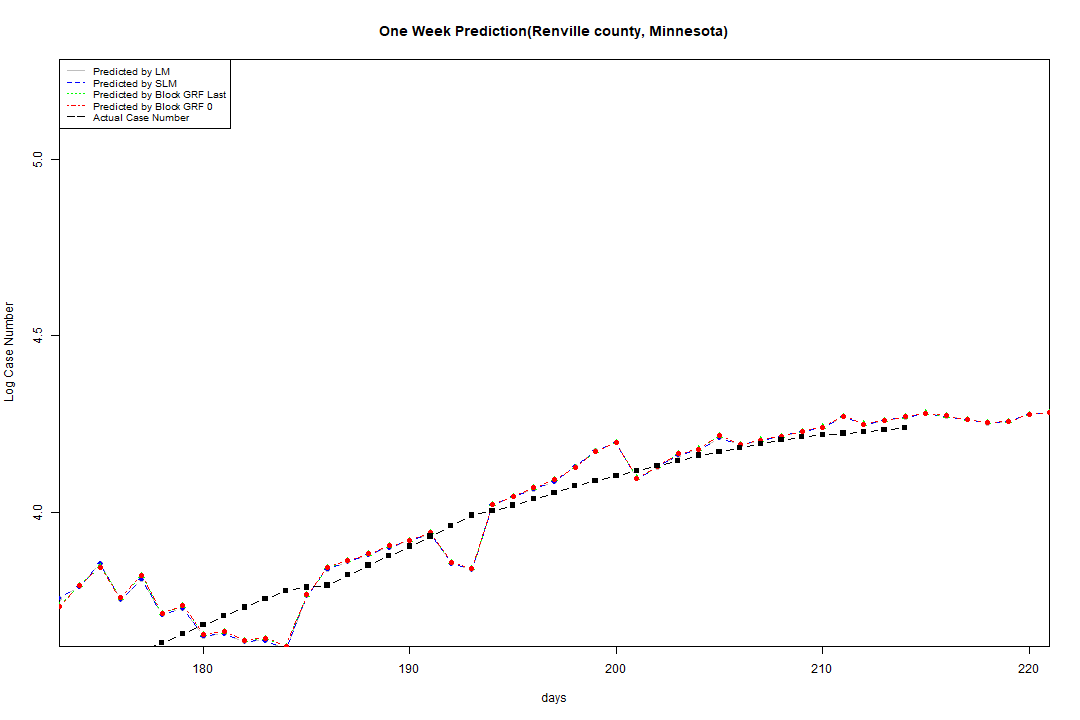 One Week Prediction(Renville county, Minnesota)
Predicted by LM
Predicted by SLM
Predicted by Block GRF Last
Predicted by Block GRF 0
Actual Case Number
5.0
4.5
4.0
Log Case Number
180 190 200 210 220
days